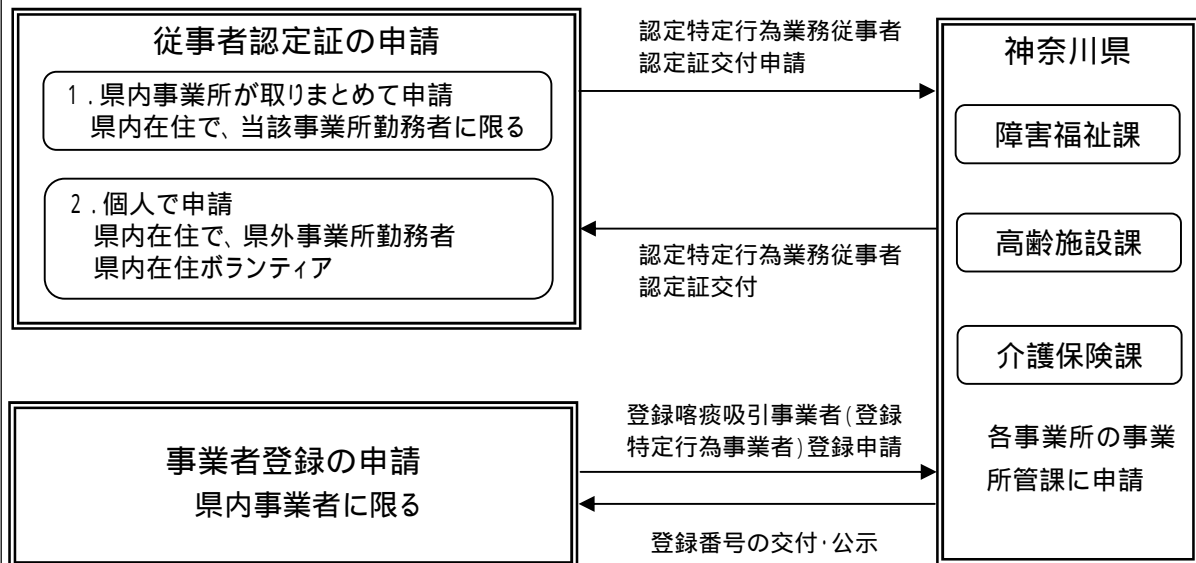 従事者認定証の申請
1.県内事業所が取りまとめて申請
県内在住で、当該事業所勤務者に限る
2.個人で申請
県内在住で、県外事業所勤務者
県内在住ボランティア
認定特定行為業務従事者
認定証交付申請
認定特定行為業務従事者
認定証交付
事業者登録の申請
県内事業者に限る
登録喀痰吸引事業者(登録
特定行為事業者)登録申請
登録番号の交付・公示
神奈川県
障害福祉課
高齢施設課
介護保険課
各事業所の事業
所管課に申請